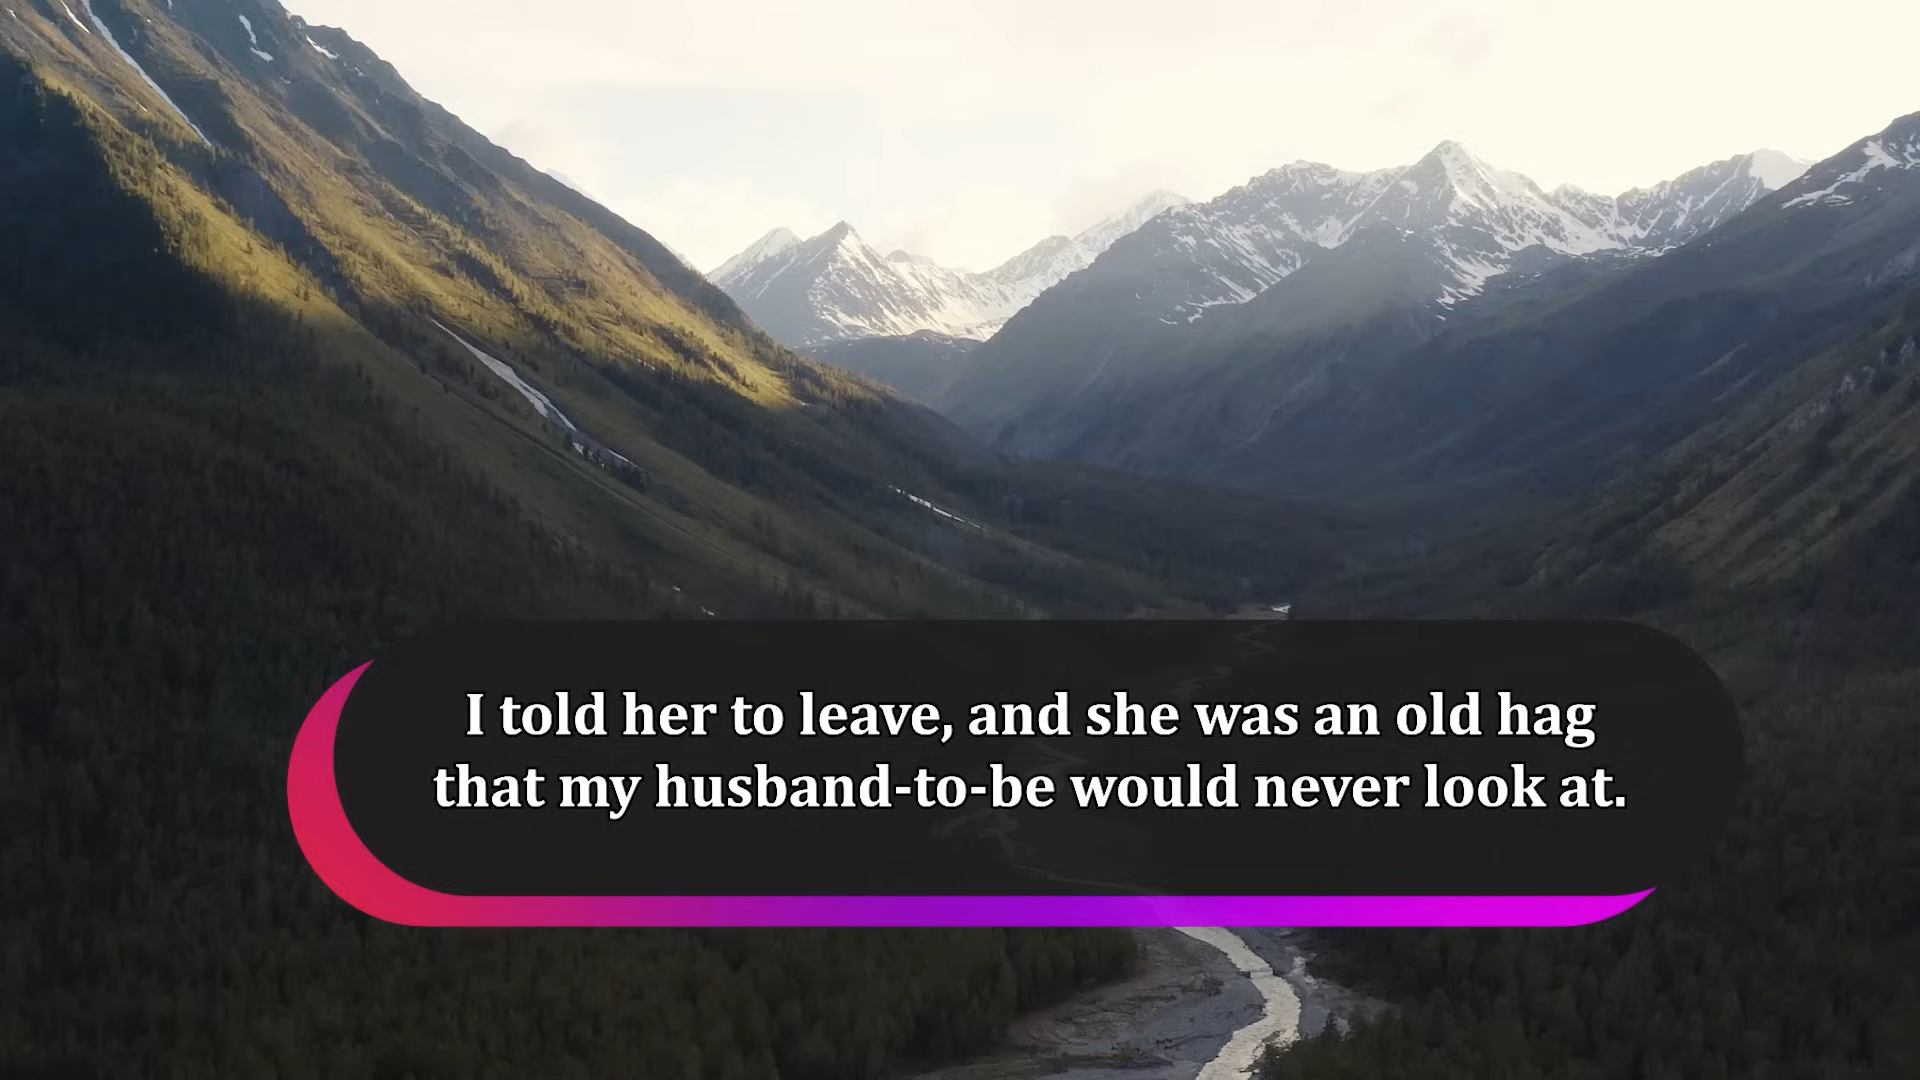 I told her to leave, and she was an old hag
that my husband-to-be would never look at.